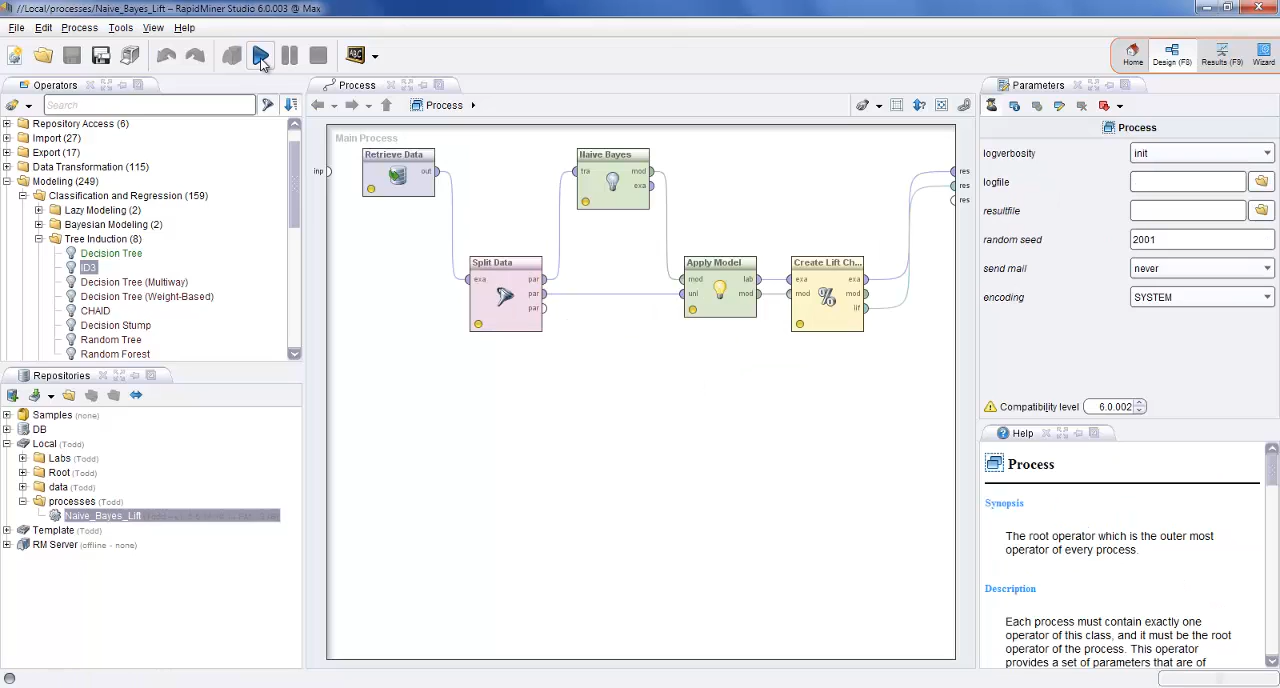 //Local/processes/Naive_Bayes_Lift – RapidMiner Studio 6.0.003 @ Max
File Edit Process Tools View Help
ABC
Home Design (F8) Results (F9) Wizard
Operators
Search
Repository Access (6)
Import (27)
Export (17)
Data Transformation (115)
Modeling (249)
Classification and Regression (159)
Lazy Modeling (2)
Bayesian Modeling (2)
Tree Induction (8)
Decision Tree
ID3
Decision Tree (Multiway)
Decision Tree (Weight-Based)
CHAID
Decision Stump
Random Tree
Random Forest
Repositories
Samples (none)
DB
Local (Todd)
Labs (Todd)
Root (Todd)
data (Todd)
processes (Todd)
Naive_Bayes_Lift
Template (Todd)
RM Server (offline - none)
Process
Process
Main Process
inp
Retrieve Data
out
Naive Bayes
tra mod
exa
Split Data
exa par
par
par
Apply Model
mod lab
unl mod
Create Lift Ch...
exa exa
mod mod
lif
res
res
res
Parameters
Process
logverbosity init
logfile
resultfile
random seed 2001
send mail never
encoding SYSTEM
Compatibility level 6.0.002
Help
Process
Synopsis
The root operator which is the outer most
operator of every process.
Description
Each process must contain exactly one
operator of this class, and it must be the root
operator of the process. This operator
provides a set of parameters that are of